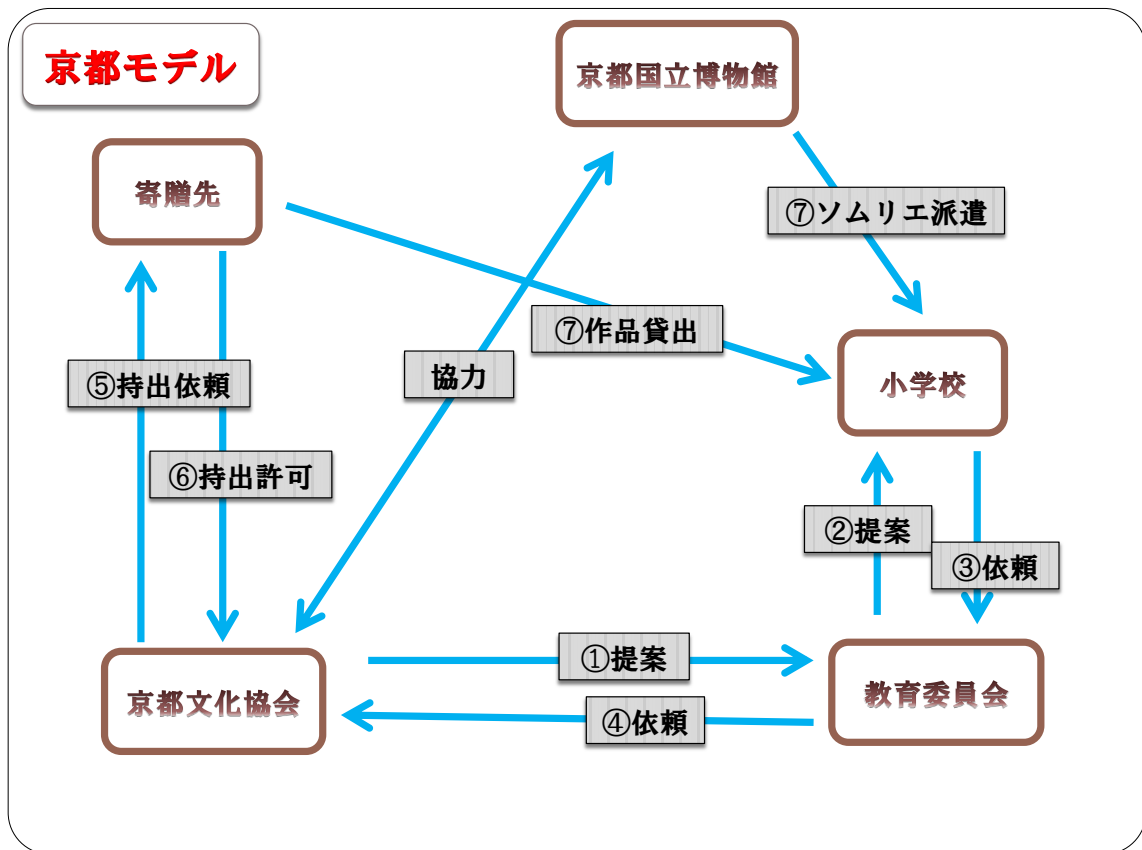 京都モデル
京都国立博物館
寄贈先
⑦ソムリエ派遣
⑦作品貸出
協力
⑤持出依頼
小学校
⑥持出許可
②提案
③依頼
①提案
京都文化協会
教育委員会
④依頼